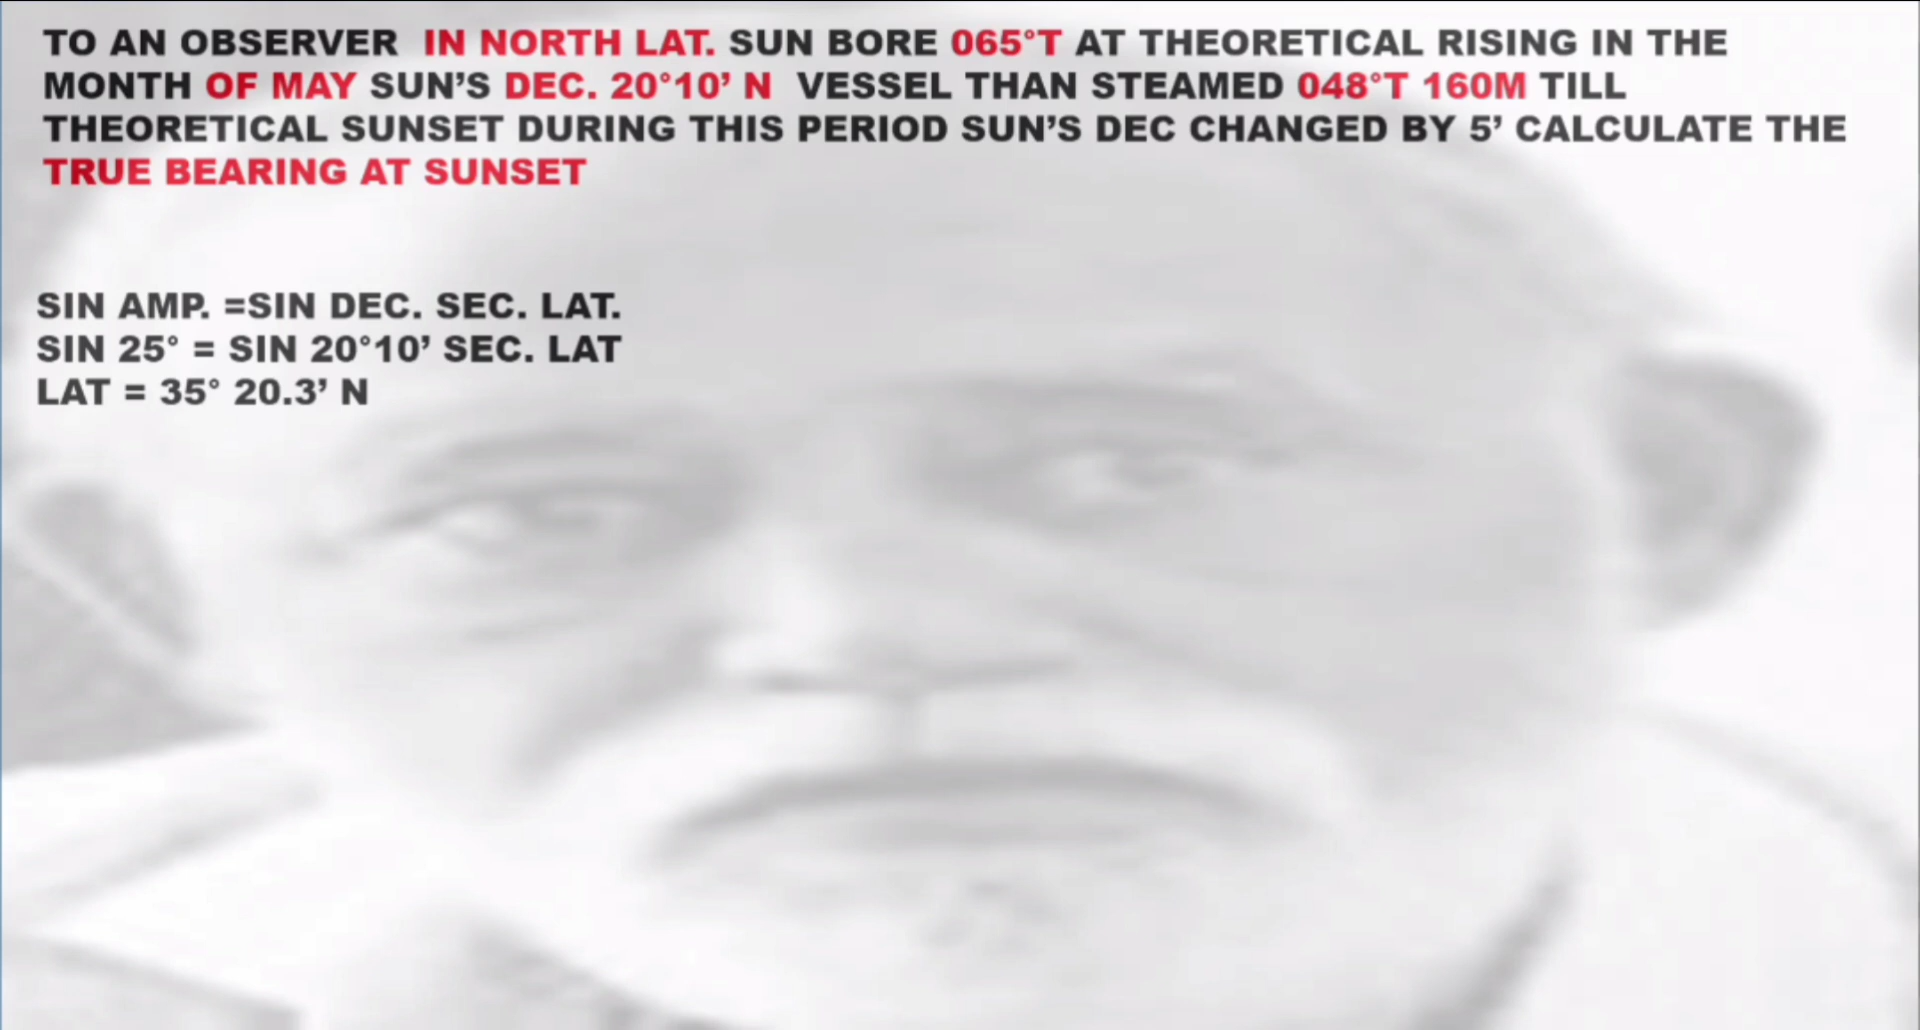 TO AN OBSERVER IN NORTH LAT. SUN BORE 065°T AT THEORETICAL RISING IN THE
MONTH OF MAY SUN'S DEC. 20°10' N VESSEL THAN STEAMED 048°T 160M TILL
THEORETICAL SUNSET DURING THIS PERIOD SUN'S DEC CHANGED BY 5' CALCULATE THE
TRUE BEARING AT SUNSET
SIN AMP. =SIN DEC. SEC. LAT.
SIN 25° = SIN 20°10' SEC. LAT
LAT = 35° 20.3' N